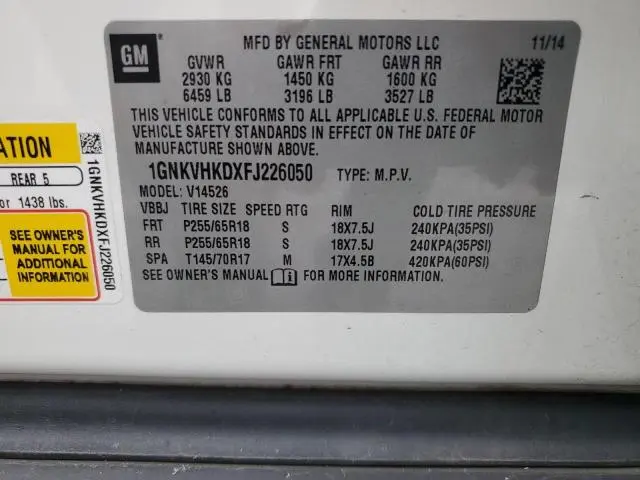 GM
MFD BY GENERAL MOTORS LLC 11/14
GVWR GAWR FRT GAWR RR
2930 KG 1450 KG 1600 KG
6459 LB 3196 LB 3527 LB
THIS VEHICLE CONFORMS TO ALL APPLICABLE U.S. FEDERAL MOTOR
VEHICLE SAFETY STANDARDS IN EFFECT ON THE DATE OF
MANUFACTURE SHOWN ABOVE.
1GNKVHKDXFJ226050 TYPE: M.P.V.
MODEL: V14526
VBBJ TIRE SIZE SPEED RTG RIM COLD TIRE PRESSURE
FRT P255/65R18 S 18X7.5J 240KPA(35PSI)
RR P255/65R18 S 18X7.5J 240KPA(35PSI)
SPA T145/70R17 M 17X4.5B 420KPA(60PSI)
SEE OWNER'S MANUAL FOR MORE INFORMATION.
ATION
REAR 5
or 1438 lbs.
SEE OWNER'S
MANUAL FOR
ADDITIONAL
INFORMATION
1GNKVHKDXFJ226050